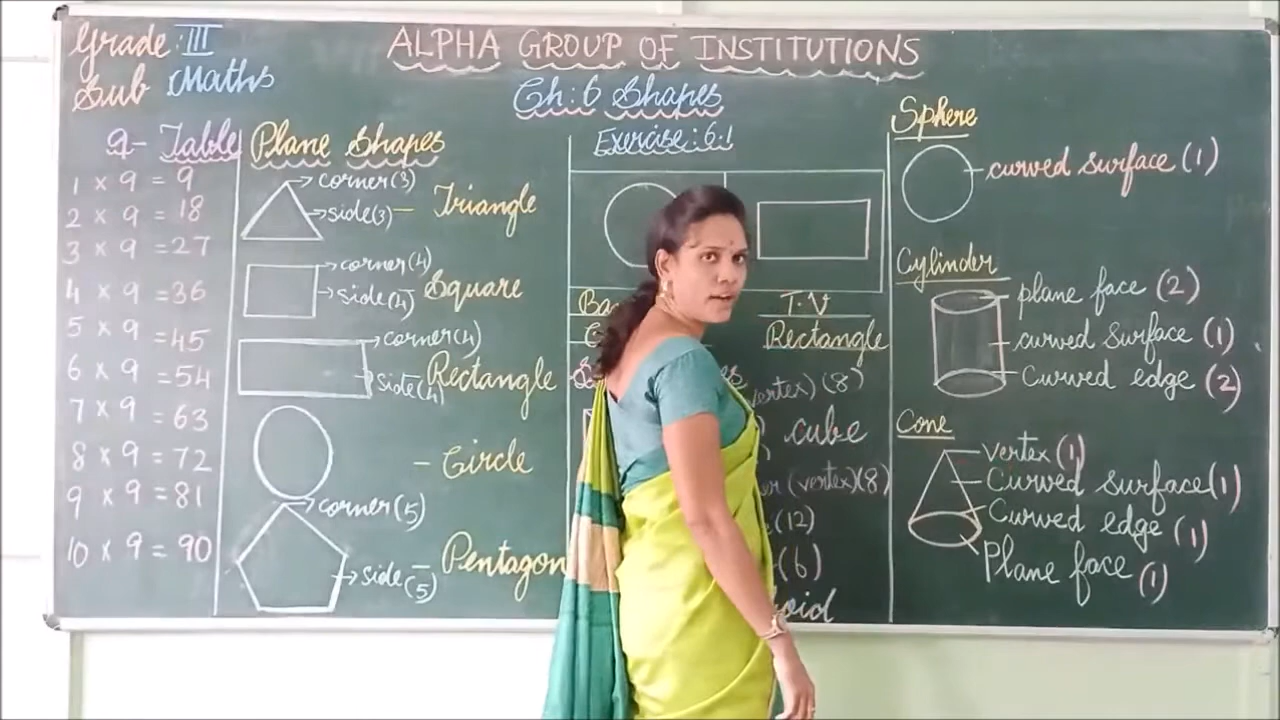 Grade : III
Sub Maths
ALPHA GROUP OF INSTITUTIONS
Ch:6 Shapes
9- Table
1 x 9 = 9
2 x 9 = 18
3 x 9 = 27
4 x 9 = 36
5 x 9 = 45
6 x 9 = 54
7 x 9 = 63
8 x 9 = 72
9 x 9 = 81
10 x 9 = 90
Plane Shapes
corner(3)
side(3) - Triangle
corner(4)
side(4) - Square
corner(4)
side(4) - Rectangle
- Circle
corner(5)
side(5) - Pentagon
Exercise:6.1
T.V
Rectangle
(8)
cube
(vertex)(8)
(12)
(6)
Sphere
curved surface (1)
Cylinder
plane face (2)
curved surface (1)
Curved edge (2)
Cone
vertex (1)
Curved surface(1)
Curved edge (1)
Plane face (1)